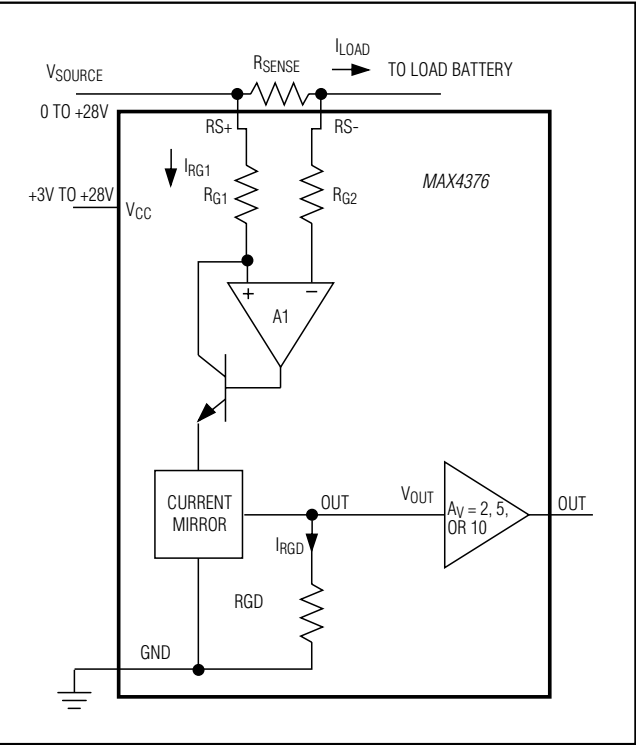 ILOAD
RSENSE
VSOURCE
TO LOAD BATTERY
0 TO +28V
RS+
RS-
IRG1
MAX4376
RG1
RG2
+3V TO +28V
VCC
+
−
A1
CURRENT
MIRROR
OUT
VOUT
AV = 2, 5,
OR 10
OUT
IRGD
RGD
GND